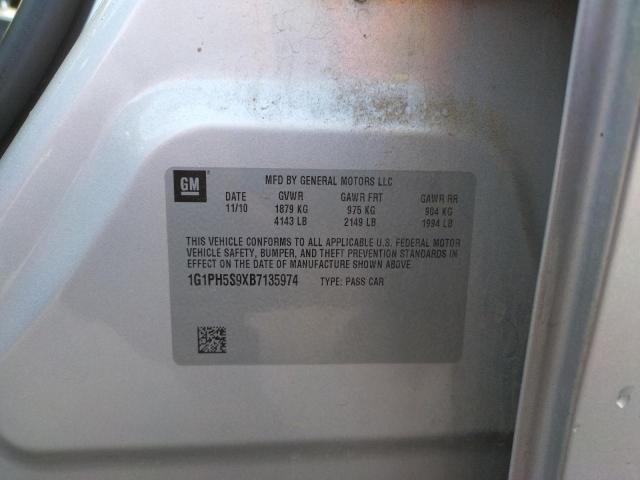 GM
MFD BY GENERAL MOTORS LLC
DATE GVWR GAWR FRT GAWR RR
11/10 1879 KG 975 KG 904 KG
4143 LB 2149 LB 1994 LB
THIS VEHICLE CONFORMS TO ALL APPLICABLE U.S. FEDERAL MOTOR
VEHICLE SAFETY, BUMPER, AND THEFT PREVENTION STANDARDS IN
EFFECT ON THE DATE OF MANUFACTURE SHOWN ABOVE.
1G1PH5S9XB7135974 TYPE: PASS CAR